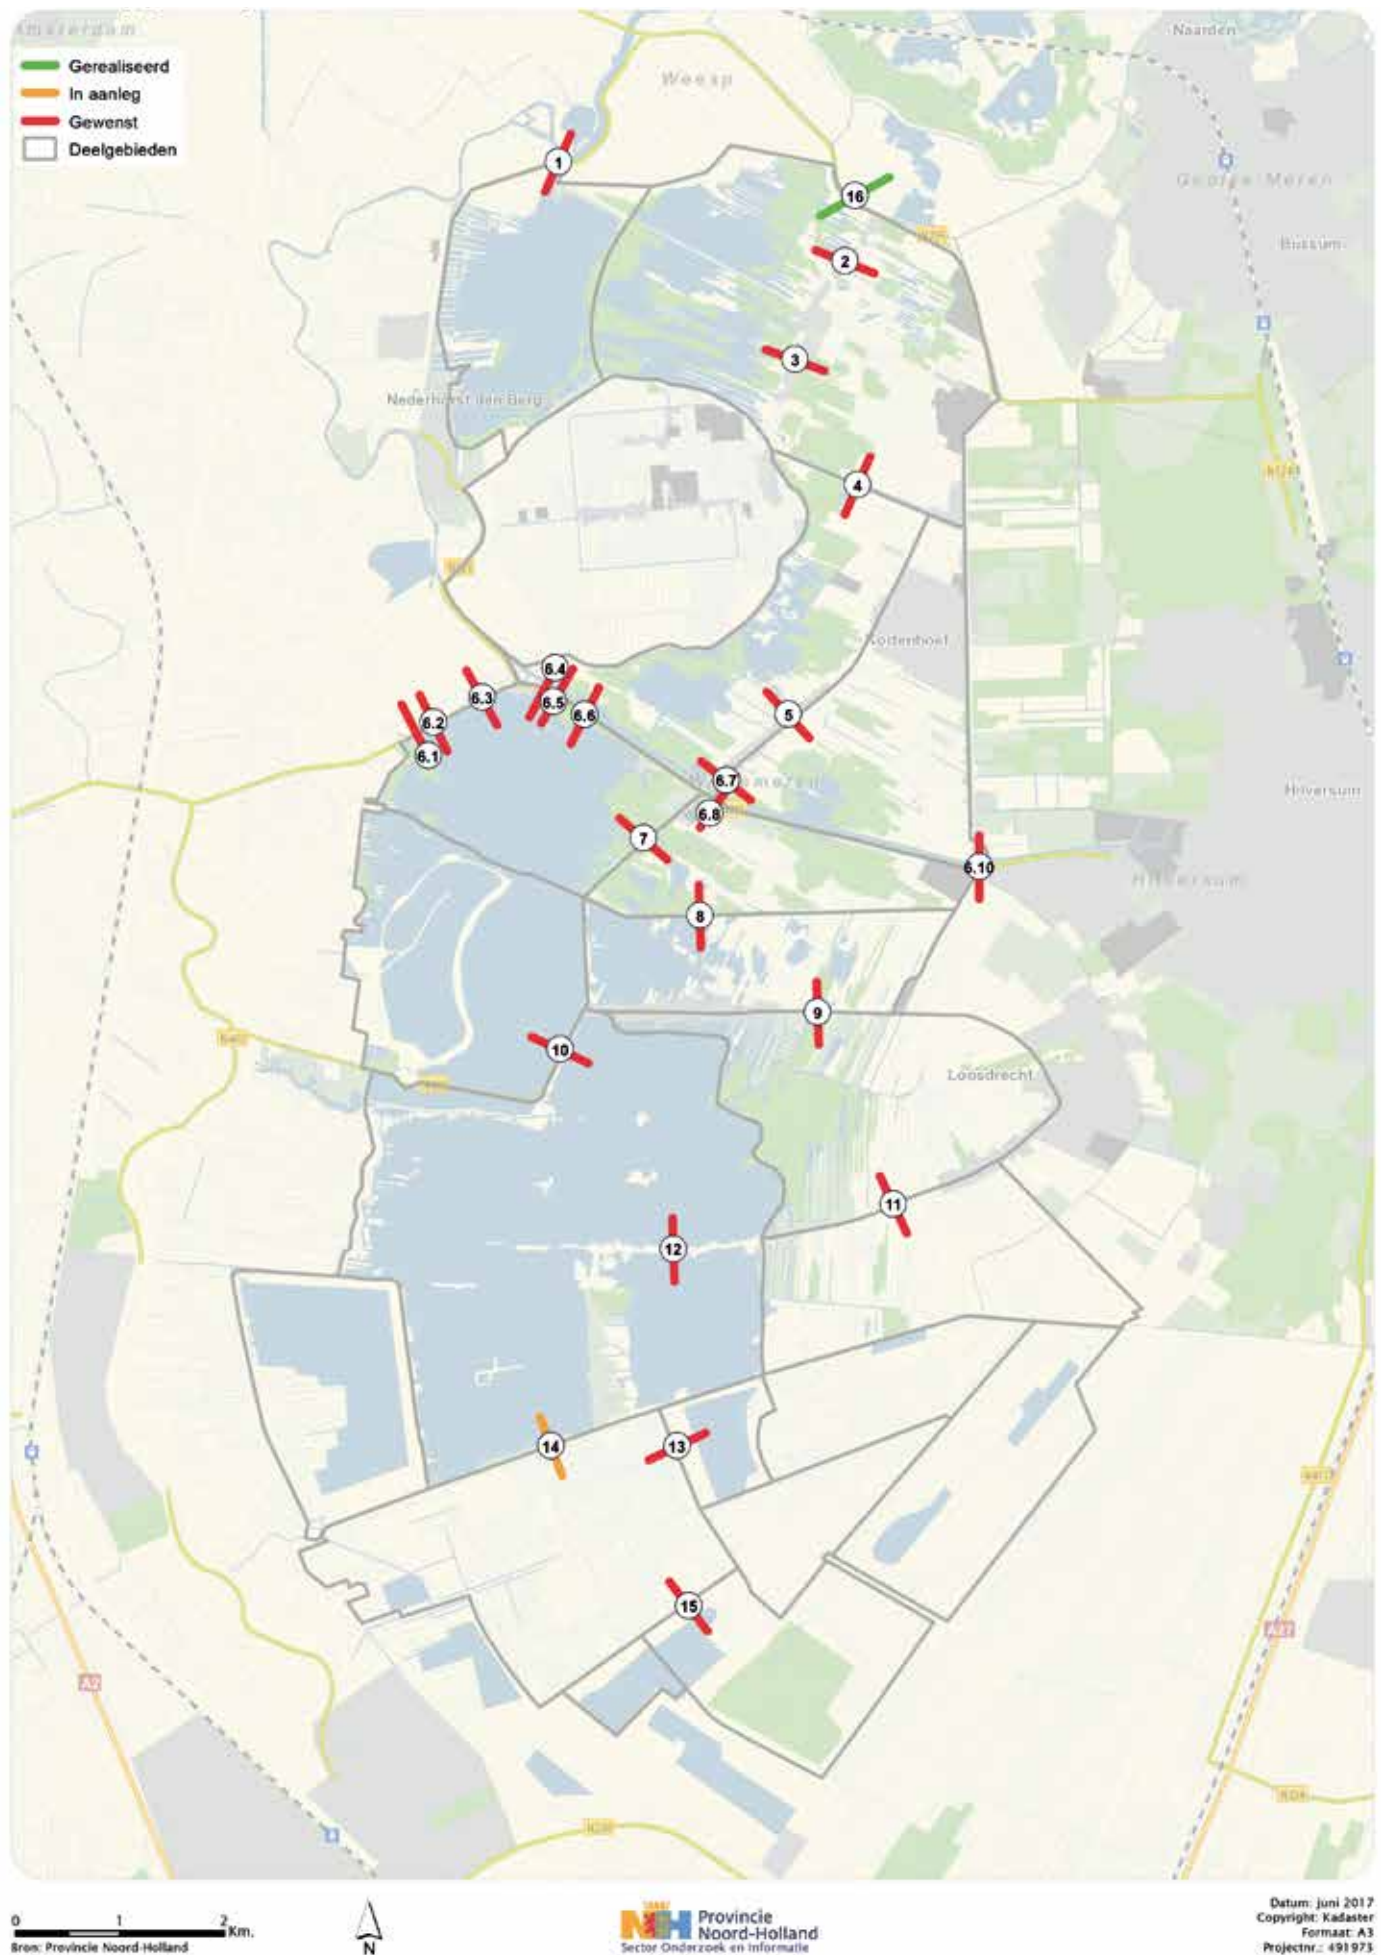 Amsterdam
Naarden
Gerealiseerd
In aanleg
Gewenst
Deelgebieden
Weesp
1
16
Gooise Meren
Bussum
2
3
Nederhorst den Berg
4
Kortenhoef
6.4
6.3
6.5
6.6
6.2
6.1
5
6.7
6.8
Hilversum
7
6.10
Hilversum
8
9
10
Loosdrecht
11
12
14
13
15
A2
A27
0 1 2 Km.
Bron: Provincie Noord-Holland
N
Provincie
Noord-Holland
Sector Onderzoek en Informatie
Datum: Juni 2017
Copyright: Kadaster
Formaat: A3
Projectnr.: 491973